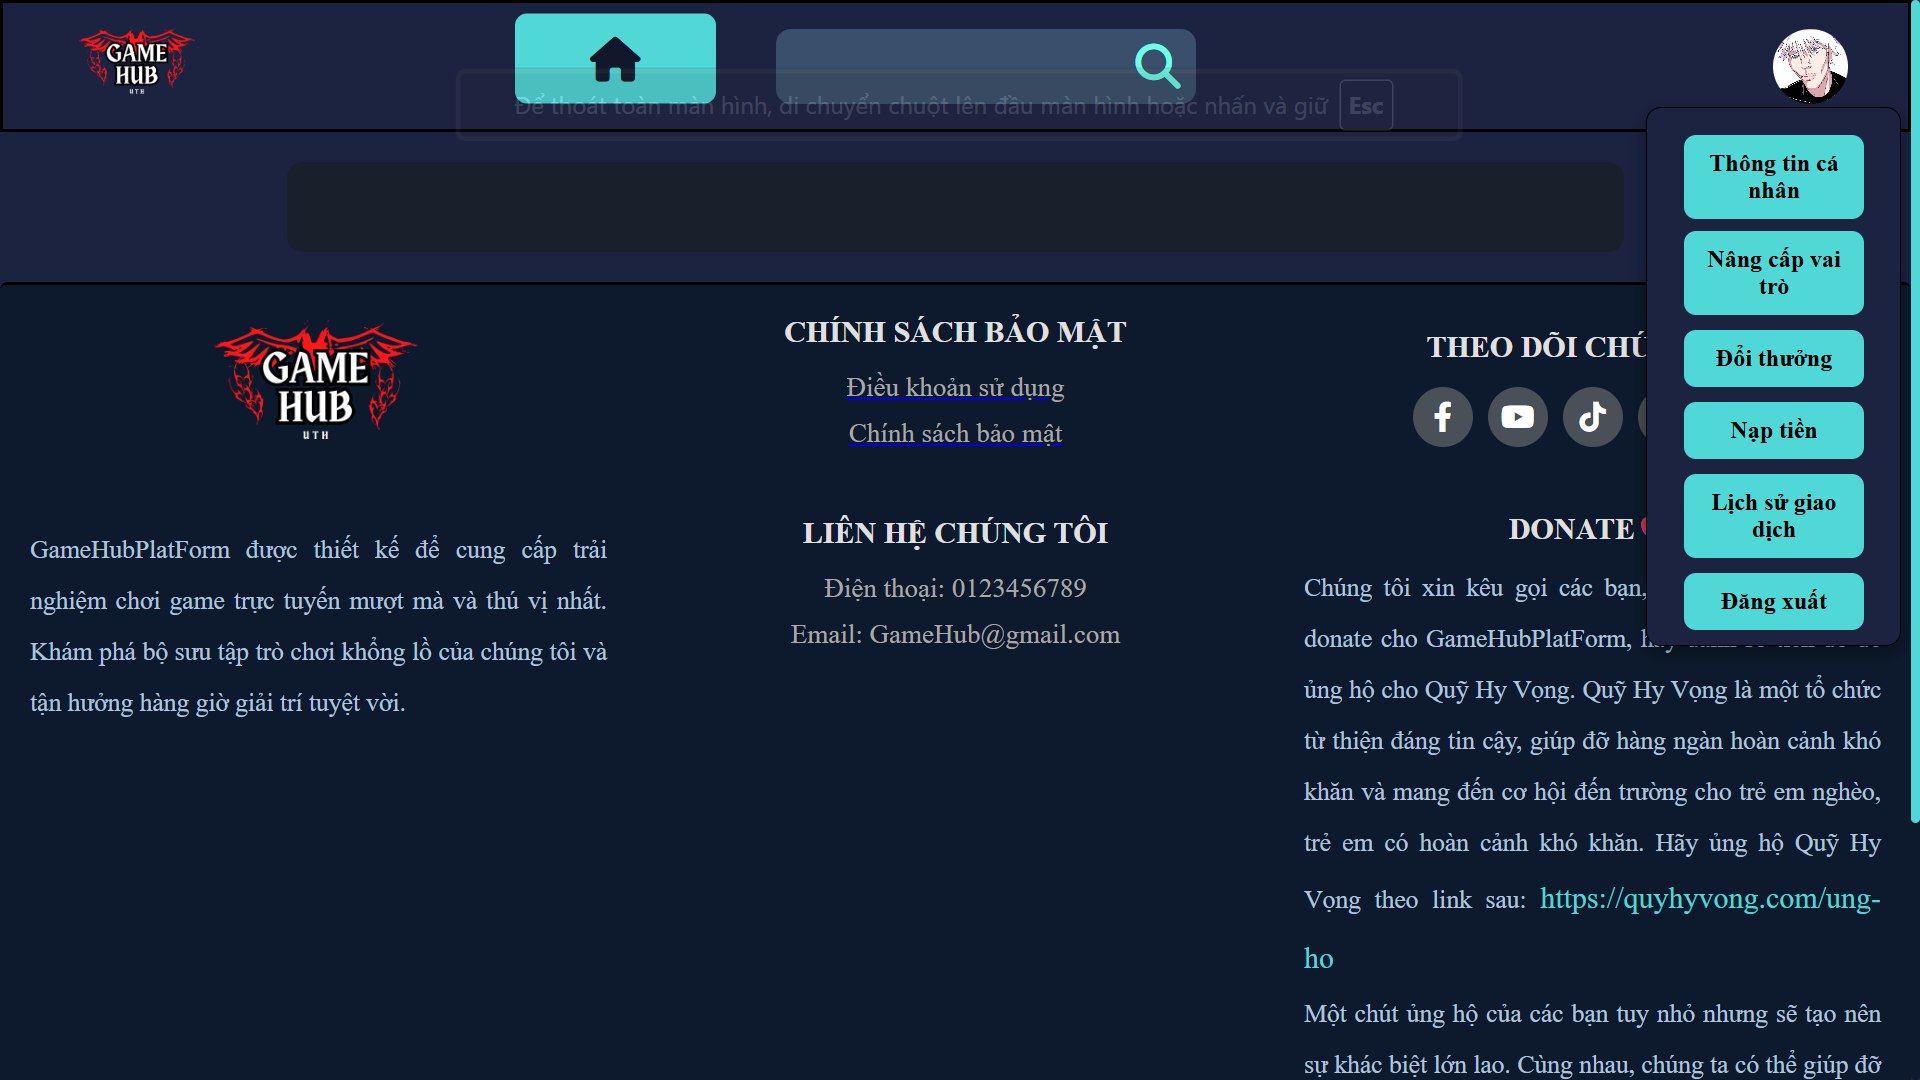 GAME
HUB
UTH
Để thoát toàn màn hình, di chuyển chuột lên đầu màn hình hoặc nhấn và giữ Esc
Thông tin cá
nhân
Nâng cấp vai
trò
Đổi thưởng
Nạp tiền
Lịch sử giao
dịch
Đăng xuất
GAME
HUB
UTH
GameHubPlatForm được thiết kế để cung cấp trải
nghiệm chơi game trực tuyến mượt mà và thú vị nhất.
Khám phá bộ sưu tập trò chơi khổng lồ của chúng tôi và
tận hưởng hàng giờ giải trí tuyệt vời.
CHÍNH SÁCH BẢO MẬT
Điều khoản sử dụng
Chính sách bảo mật
LIÊN HỆ CHÚNG TÔI
Điện thoại: 0123456789
Email: GameHub@gmail.com
THEO DÕI CHÚ
DONATE
Chúng tôi xin kêu gọi các bạn,
donate cho GameHubPlatForm,
ủng hộ cho Quỹ Hy Vọng. Quỹ Hy Vọng là một tổ chức
từ thiện đáng tin cậy, giúp đỡ hàng ngàn hoàn cảnh khó
khăn và mang đến cơ hội đến trường cho trẻ em nghèo,
trẻ em có hoàn cảnh khó khăn. Hãy ủng hộ Quỹ Hy
Vọng theo link sau: https://quyhyvong.com/ung-
ho
Một chút ủng hộ của các bạn tuy nhỏ nhưng sẽ tạo nên
sự khác biệt lớn lao. Cùng nhau, chúng ta có thể giúp đỡ